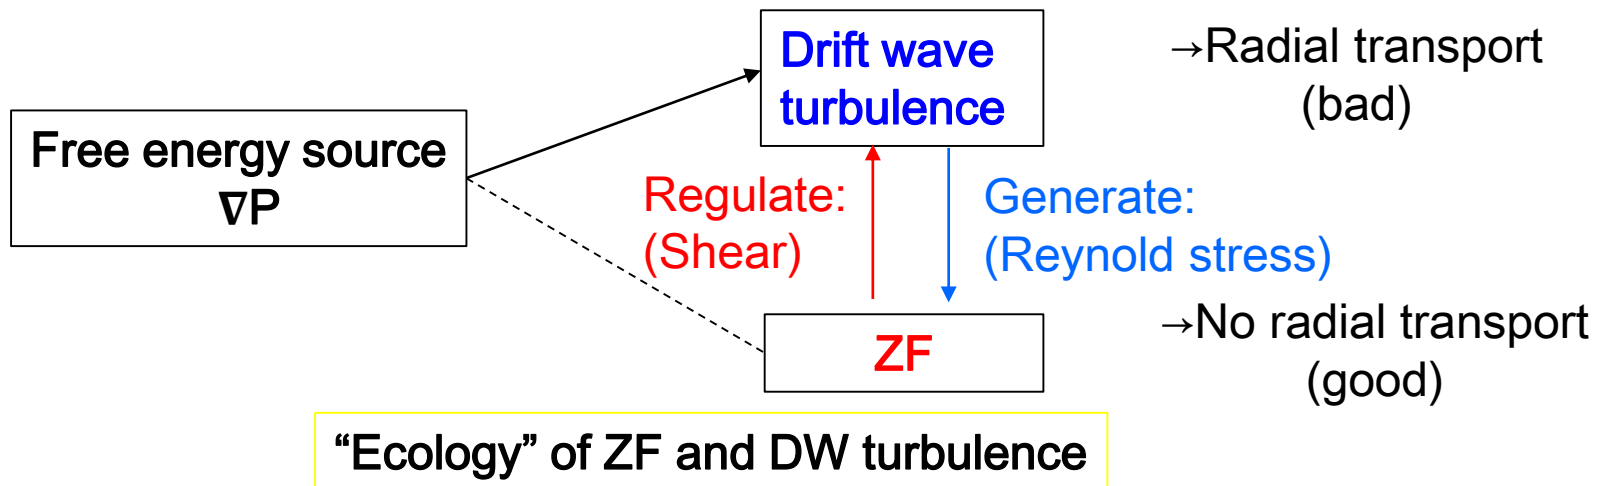 Drift wave
turbulence
→Radial transport
(bad)
Free energy source
∇P
Regulate:
(Shear)
Generate:
(Reynold stress)
ZF
→No radial transport
(good)
“Ecology” of ZF and DW turbulence